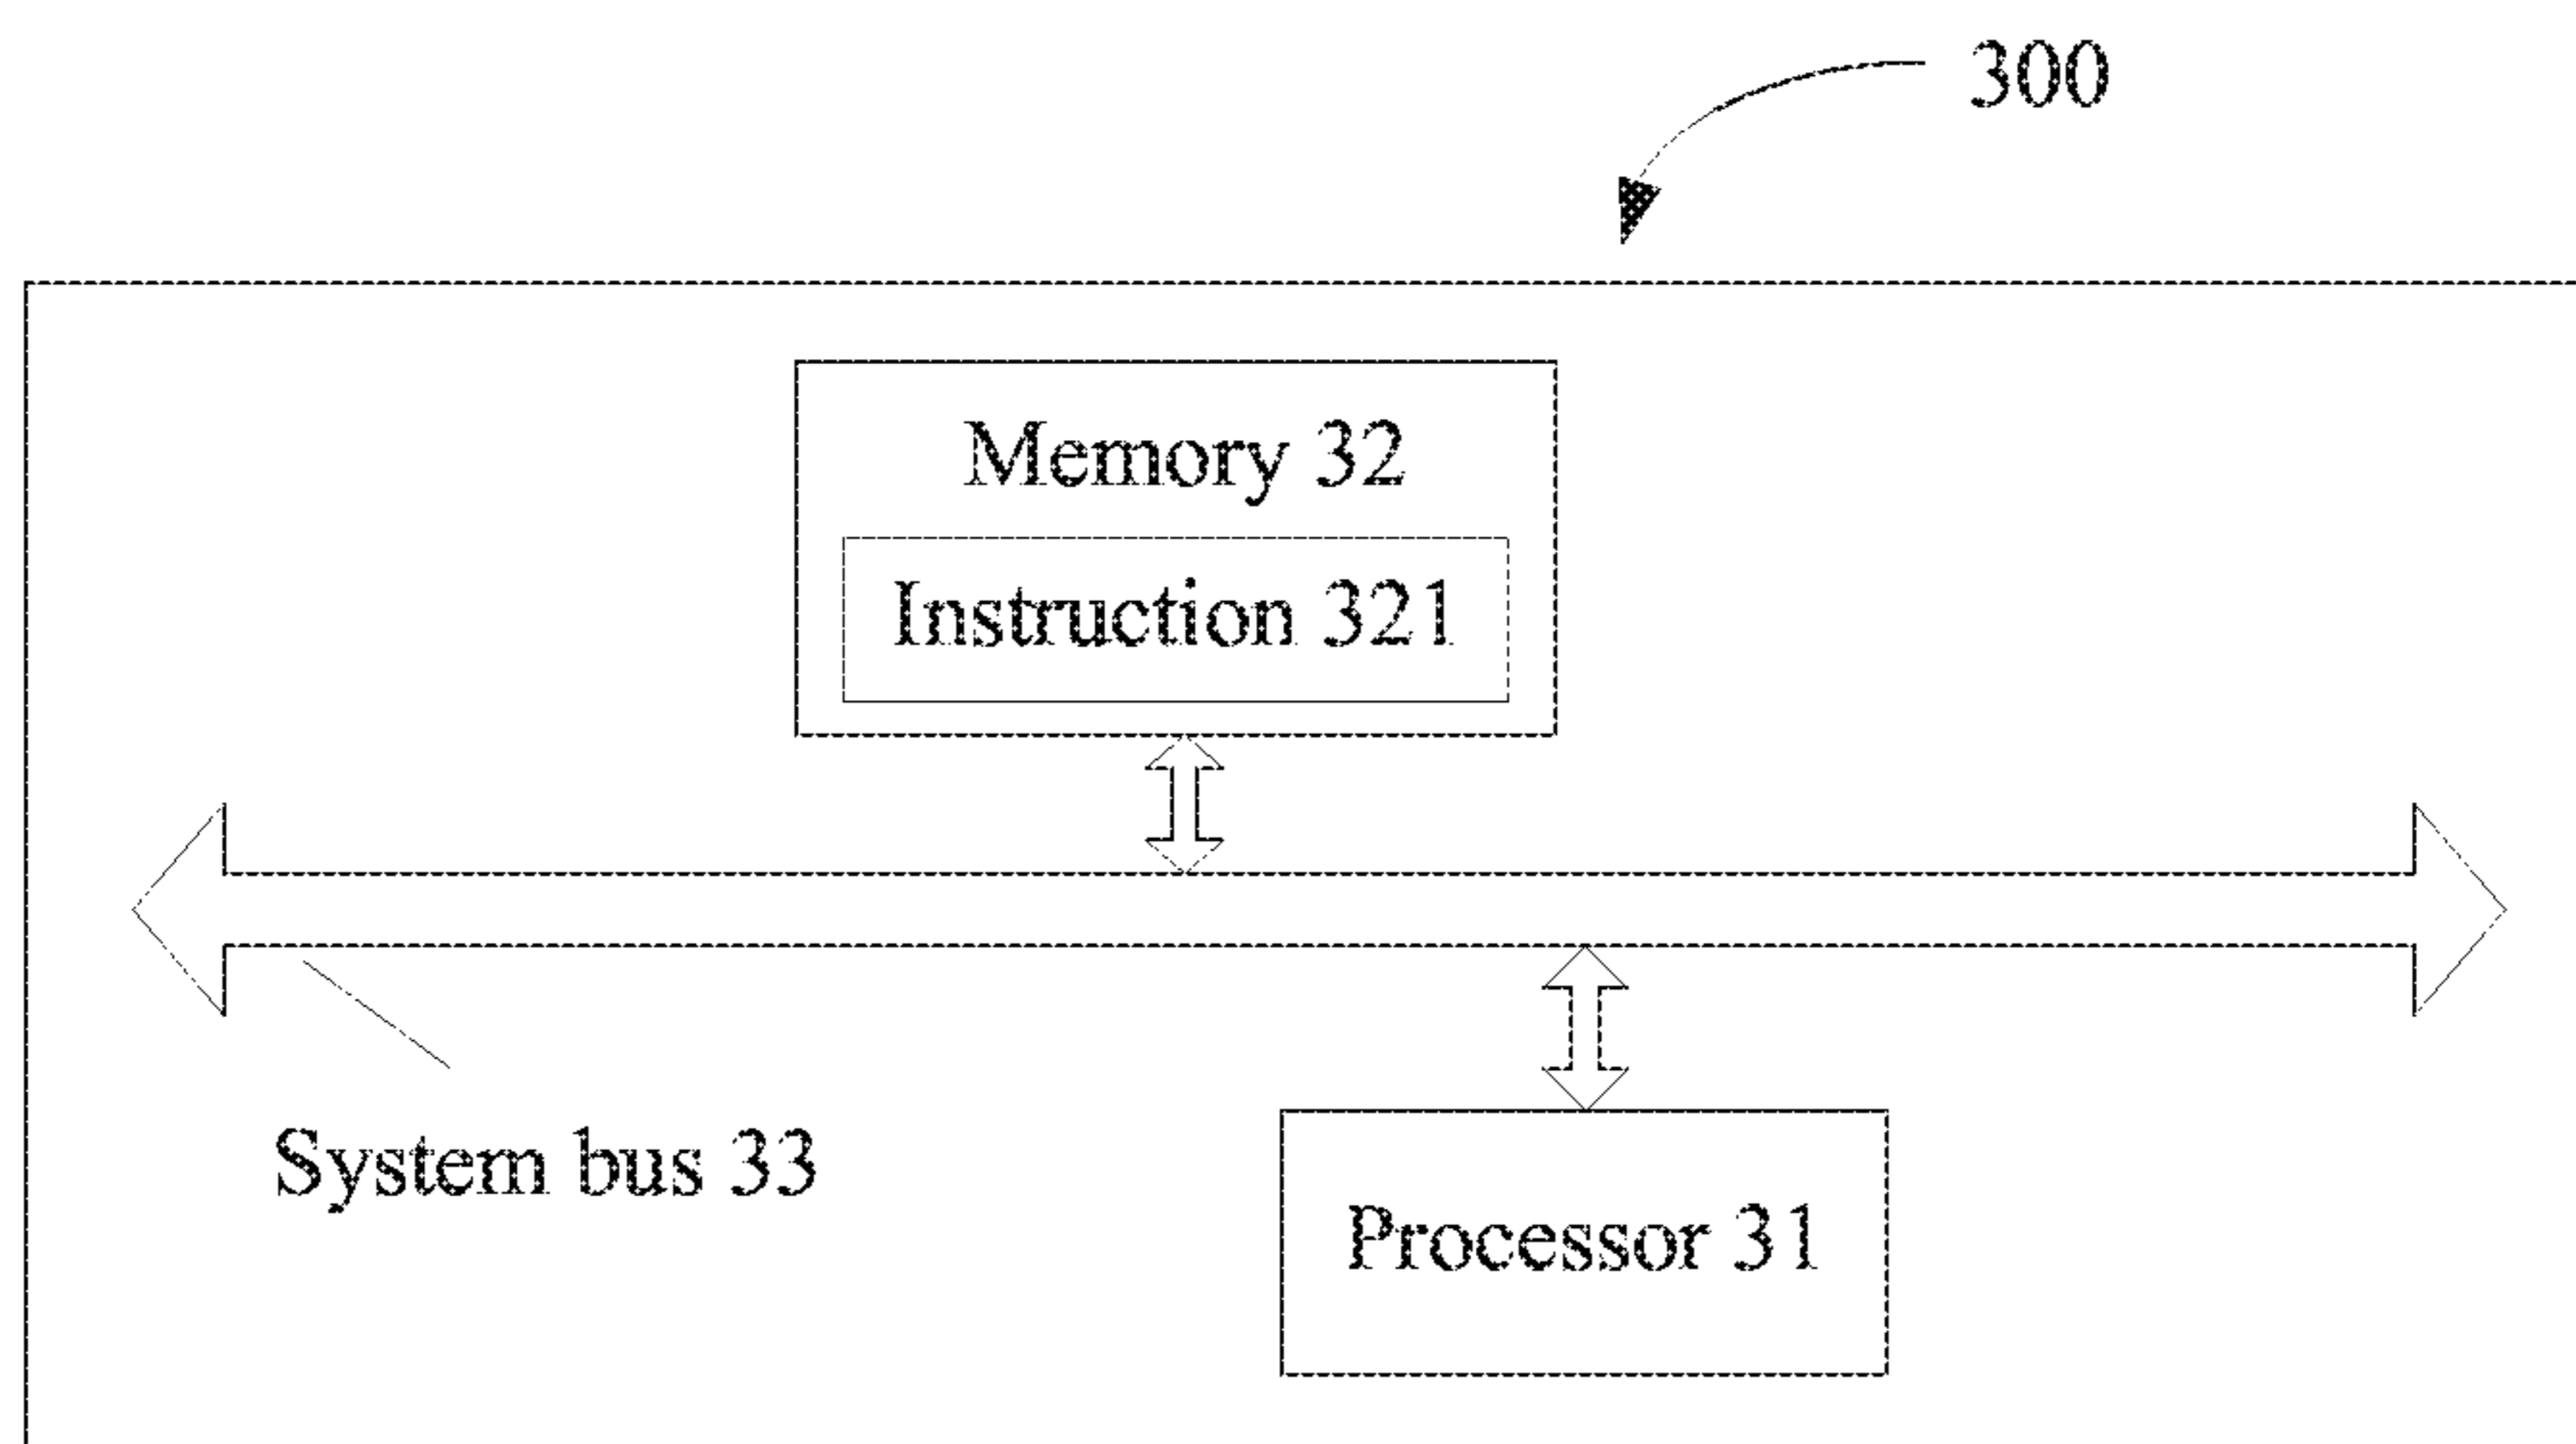 300
Memory 32
Instruction 321
System bus 33
Processor 31